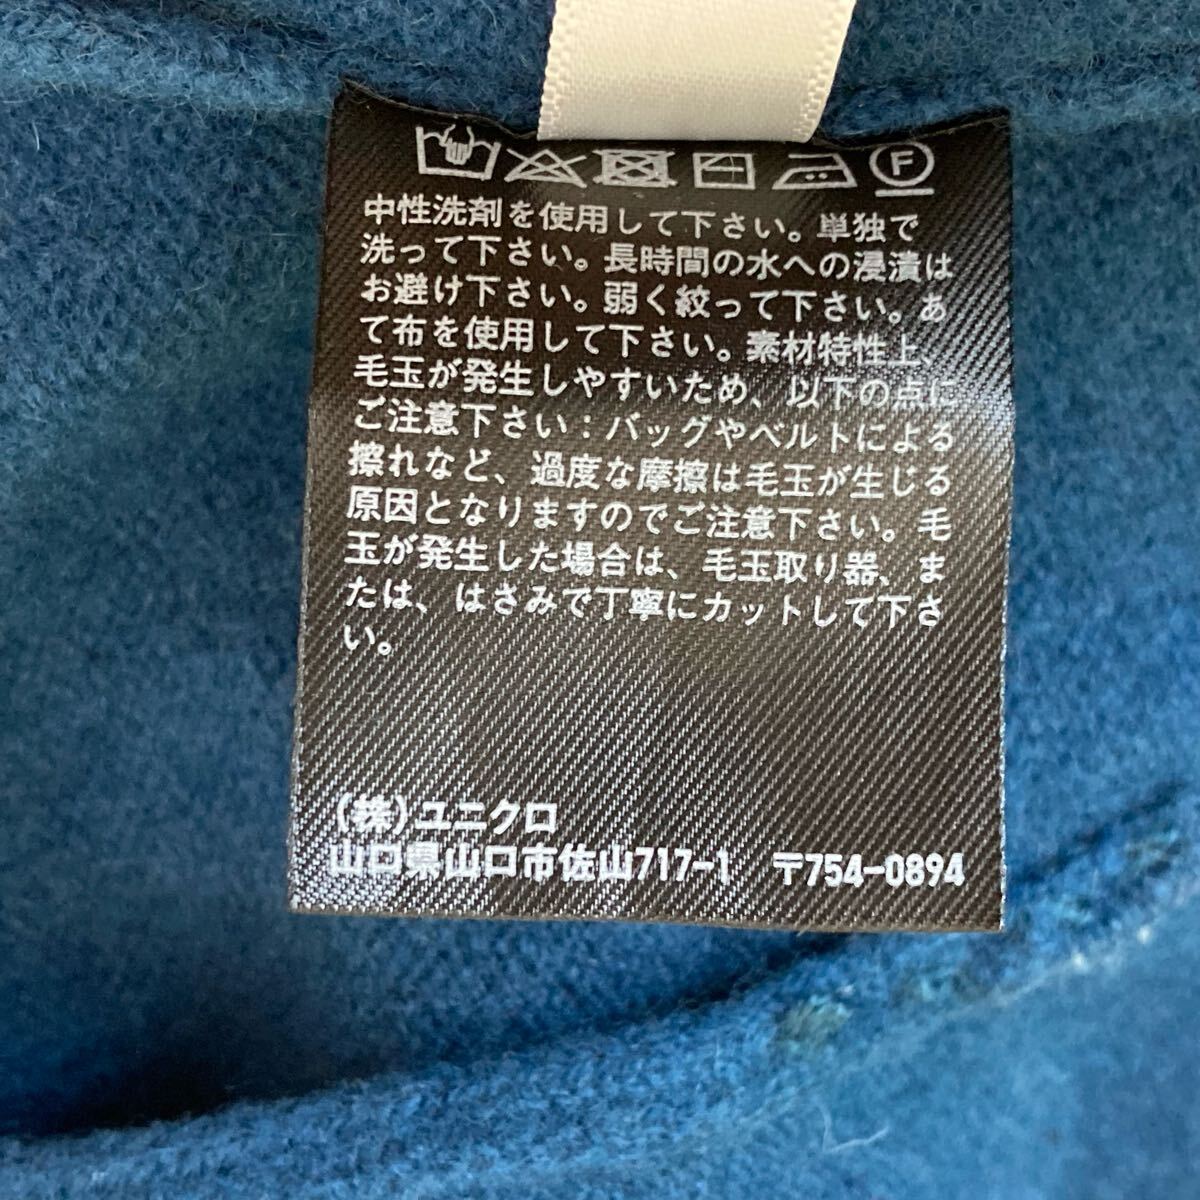 F
中性洗剤を使用して下さい。単独で
洗って下さい。長時間の水への浸漬は
お避け下さい。弱く絞って下さい。あ
て布を使用して下さい。素材特性上、
毛玉が発生しやすいため、以下の点に
ご注意下さい：バッグやベルトによる
擦れなど、過度な摩擦は毛玉が生じる
原因となりますのでご注意下さい。毛
玉が発生した場合は、毛玉取り器、ま
たは、はさみで丁寧にカットして下さ
い。
(株)ユニクロ
山口県山口市佐山717-1 〒754-0894